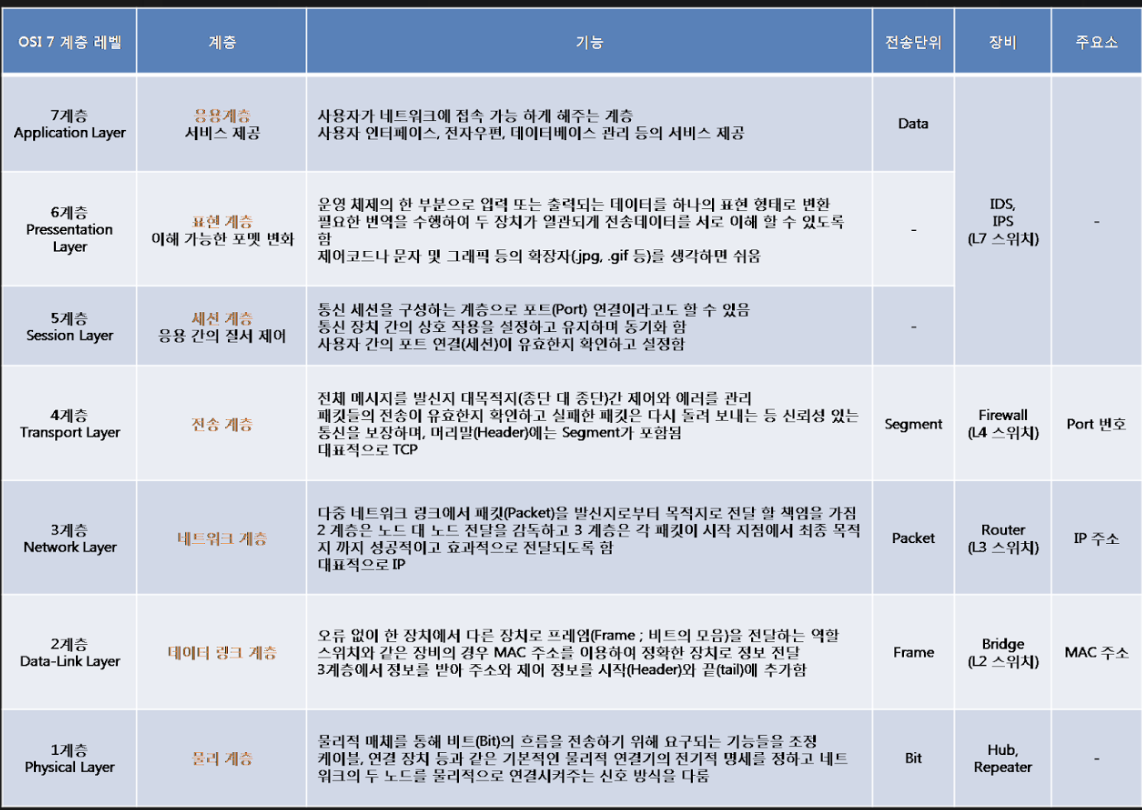 OSI 7 계층 레벨
계층
기능
전송단위
장비
주요소
7계층
Application Layer
응용계층
서비스 제공
사용자가 네트워크에 접속 가능 하게 해주는 계층
사용자 인터페이스, 전자우편, 데이터베이스 관리 등의 서비스 제공
Data
6계층
Pressentation
Layer
표현 계층
이해 가능한 포멧 변화
운영 체제의 한 부분으로 입력 또는 출력되는 데이터를 하나의 표현 형태로 변환
필요한 번역을 수행하여 두 장치가 일관되게 전송데이터를 서로 이해 할 수 있도록
함
제어코드나 문자 및 그래픽 등의 확장자(.jpg, .gif 등)를 생각하면 쉬움
-
IDS,
IPS
(L7 스위치)
-
5계층
Session Layer
세션 계층
응용 간의 질서 제어
통신 세션을 구성하는 계층으로 포트(Port) 연결이라고도 할 수 있음
통신 장치 간의 상호 작용을 설정하고 유지하며 동기화 함
사용자 간의 포트 연결(세션)이 유효한지 확인하고 설정함
-
4계층
Transport Layer
전송 계층
전체 메시지를 발신지 대목적지(종단 대 종단)간 제어와 에러를 관리
패킷들의 전송이 유효한지 확인하고 실패한 패킷은 다시 돌려 보내는 등 신뢰성 있는
통신을 보장하며, 머리말(Header)에는 Segment가 포함됨
대표적으로 TCP
Segment
Firewall
(L4 스위치)
Port 번호
3계층
Network Layer
네트워크 계층
다중 네트워크 링크에서 패킷(Packet)을 발신지로부터 목적지로 전달 할 책임을 가짐
2 계층은 노드 대 노드 전달을 감독하고 3 계층은 각 패킷이 시작 지점에서 최종 목적
지 까지 성공적이고 효과적으로 전달되도록 함
대표적으로 IP
Packet
Router
(L3 스위치)
IP 주소
2계층
Data-Link Layer
데이터 링크 계층
오류 없이 한 장치에서 다른 장치로 프레임(Frame ; 비트의 모음)을 전달하는 역할
스위치와 같은 장비의 경우 MAC 주소를 이용하여 정확한 장치로 정보 전달
3계층에서 정보를 받아 주소와 제어 정보를 시작(Header)와 끝(tail)에 추가함
Frame
Bridge
(L2 스위치)
MAC 주소
1계층
Physical Layer
물리 계층
물리적 매체를 통해 비트(Bit)의 흐름을 전송하기 위해 요구되는 기능들을 조정
케이블, 연결 장치 등과 같은 기본적인 물리적 연결기의 전기적 명세를 정하고 네트
워크의 두 노드를 물리적으로 연결시켜주는 신호 방식을 다룸
Bit
Hub,
Repeater
-